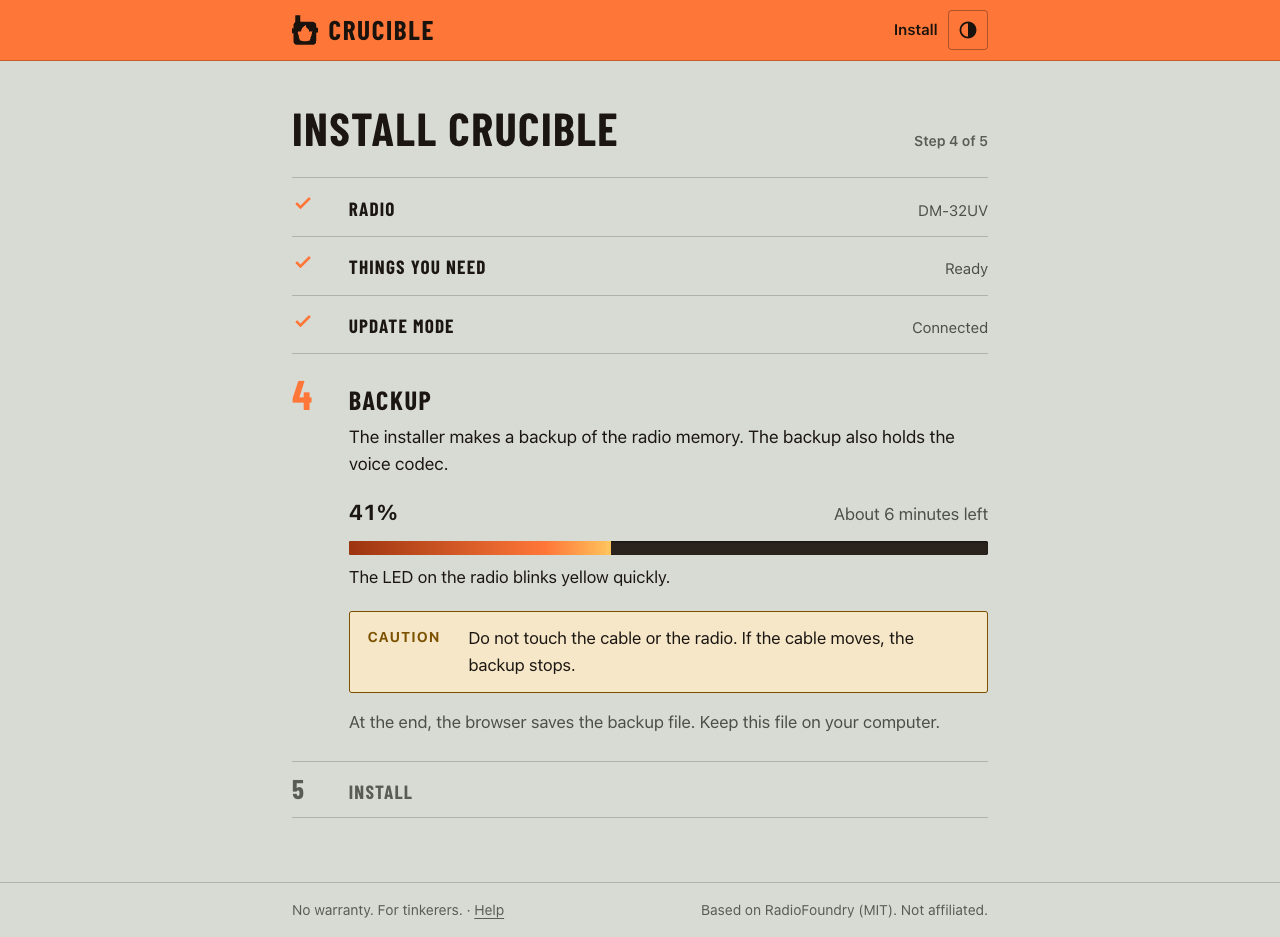 CRUCIBLE
Install
INSTALL CRUCIBLE
Step 4 of 5
RADIO
DM-32UV
THINGS YOU NEED
Ready
UPDATE MODE
Connected
4
BACKUP
The installer makes a backup of the radio memory. The backup also holds the
voice codec.
41%
About 6 minutes left
The LED on the radio blinks yellow quickly.
CAUTION
Do not touch the cable or the radio. If the cable moves, the
backup stops.
At the end, the browser saves the backup file. Keep this file on your computer.
5
INSTALL
No warranty. For tinkerers. · Help
Based on RadioFoundry (MIT). Not affiliated.